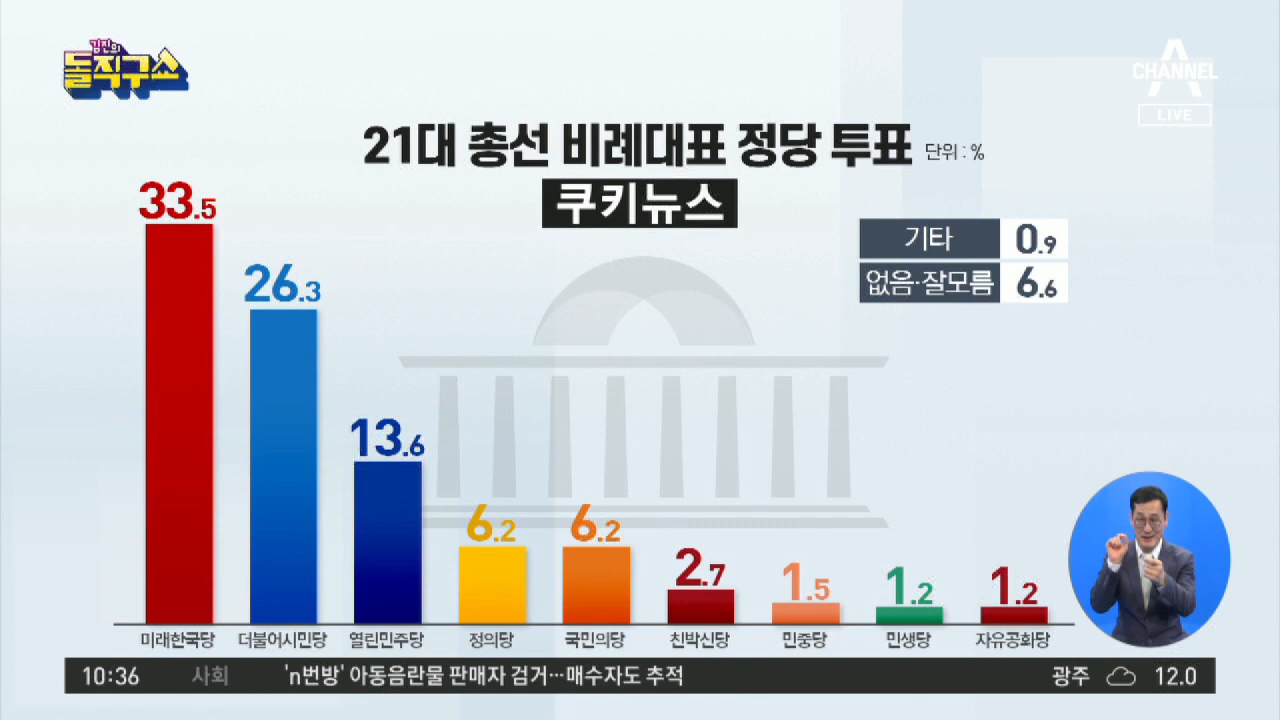 김진의
돌직구쇼
CHANNEL A
LIVE
21대 총선 비례대표 정당 투표 단위 : %
쿠키뉴스
기타 0.9
없음·잘모름 6.6
33.5
26.3
13.6
6.2
6.2
2.7
1.5
1.2
1.2
미래한국당 더불어시민당 열린민주당 정의당 국민의당 친박신당 민중당 민생당 자유공화당
10:36 사회 'n번방' 아동음란물 판매자 검거…매수자도 추적 광주 12.0